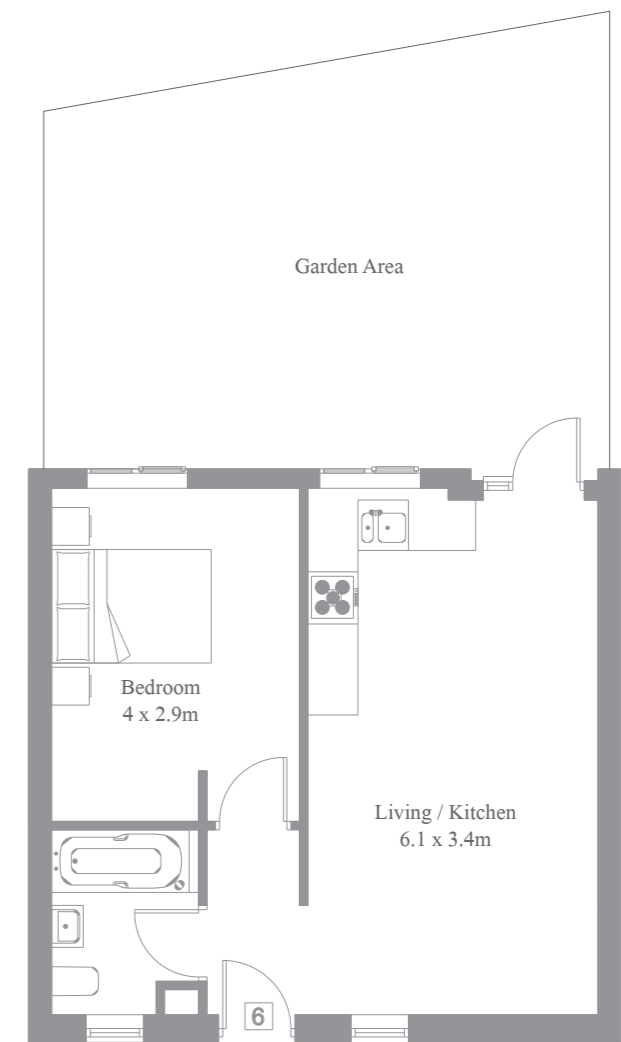 Garden Area
Bedroom
4 x 2.9m
Living / Kitchen
6.1 x 3.4m
6